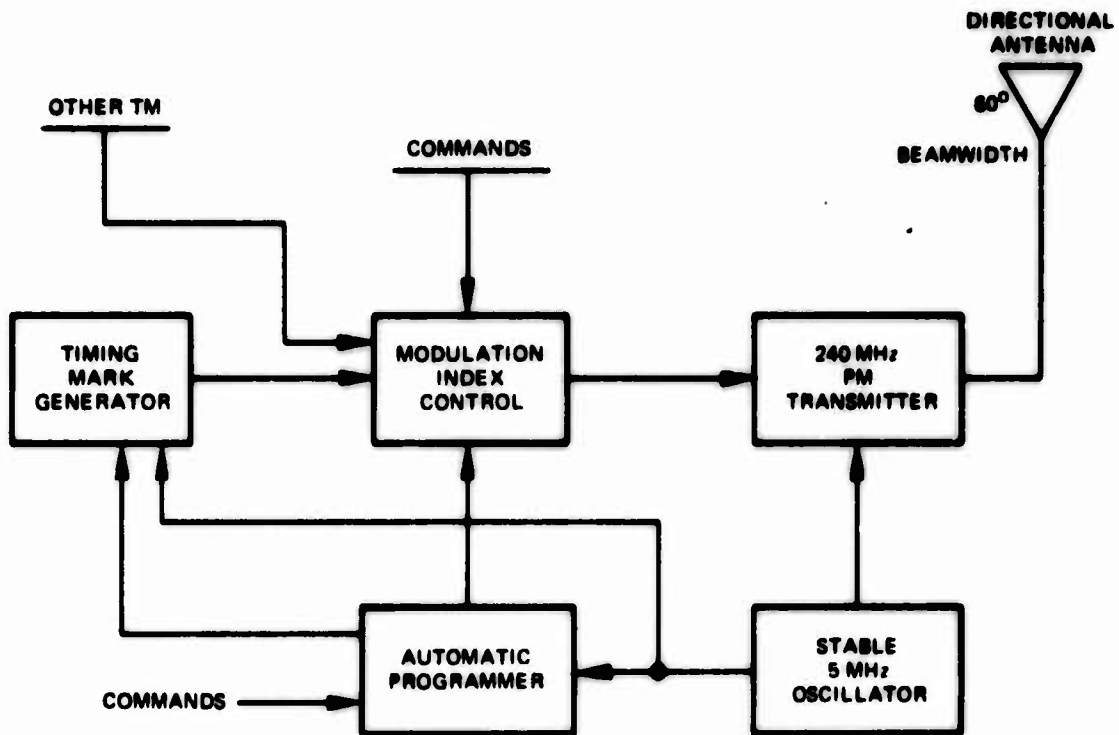 DIRECTIONAL
ANTENNA
60°
BEAMWIDTH
OTHER TM
COMMANDS
TIMING
MARK
GENERATOR
MODULATION
INDEX
CONTROL
240 MHz
PM
TRANSMITTER
AUTOMATIC
PROGRAMMER
STABLE
5 MHz
OSCILLATOR
COMMANDS